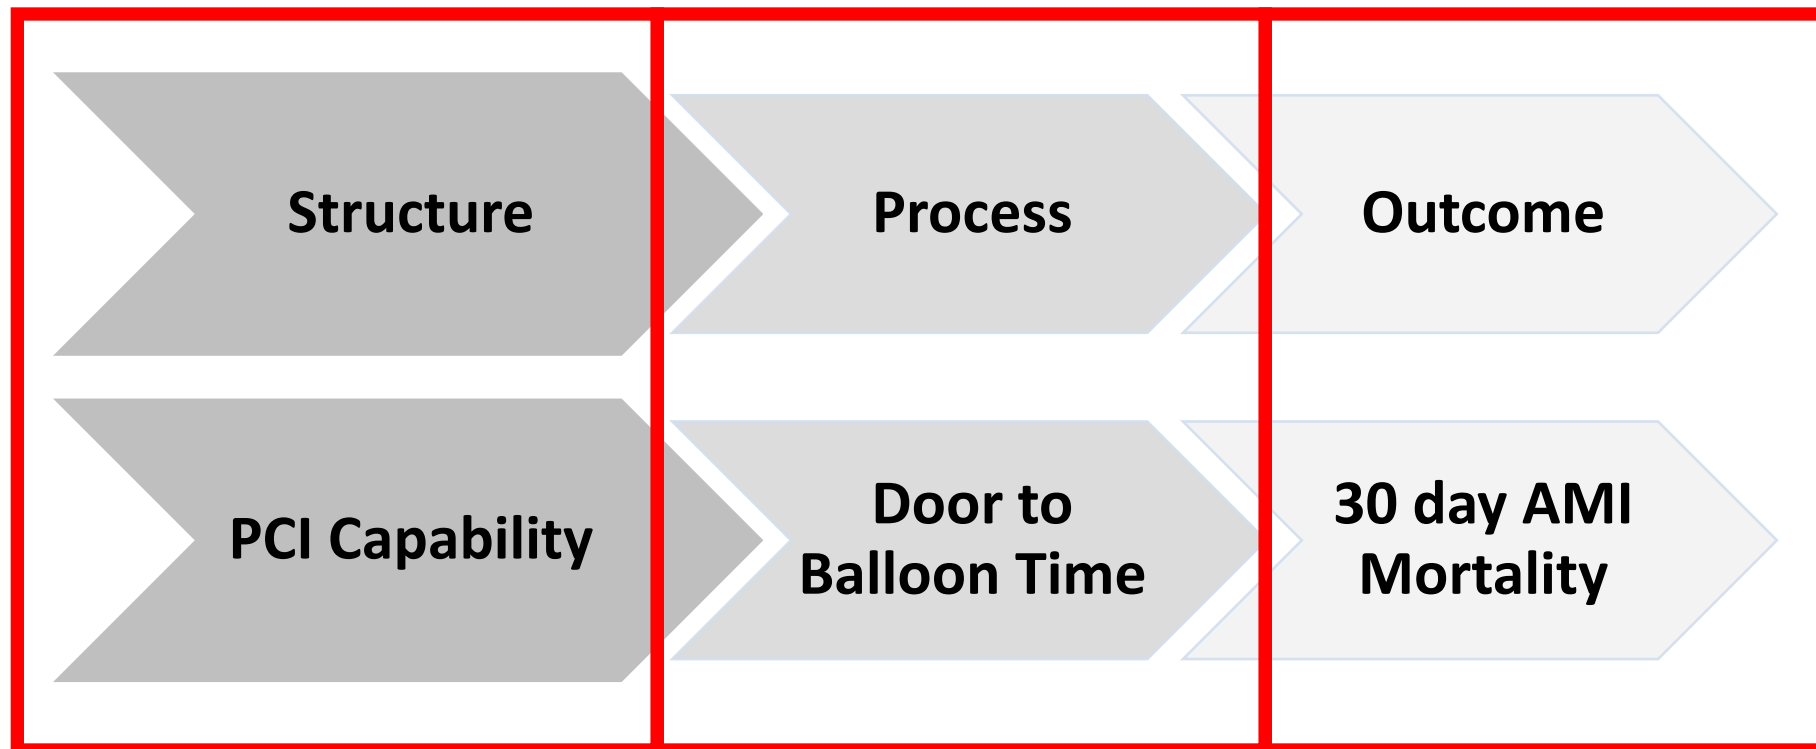 Structure
Process
Outcome
PCI Capability
Door to
Balloon Time
30 day AMI
Mortality